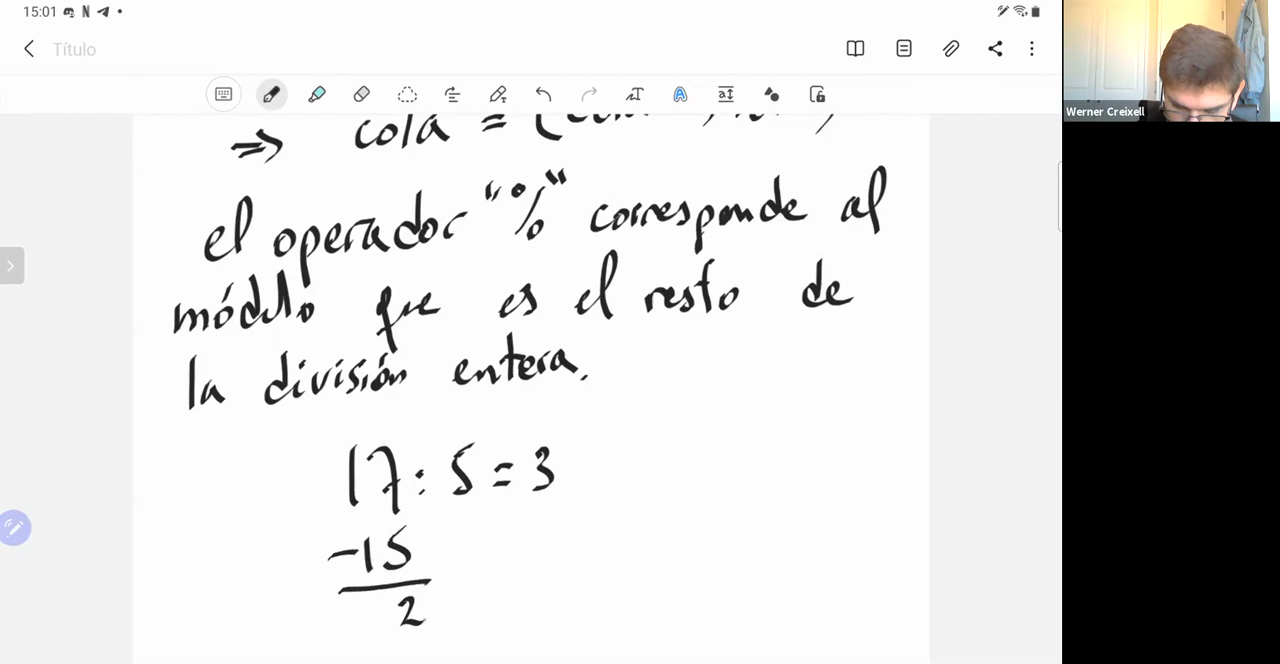 15:01 N
Título
Werner Creixell
⇒ cola = (
el operador "%" corresponde al
módulo que es el resto de
la división entera.
17 : 5 = 3
-15
2